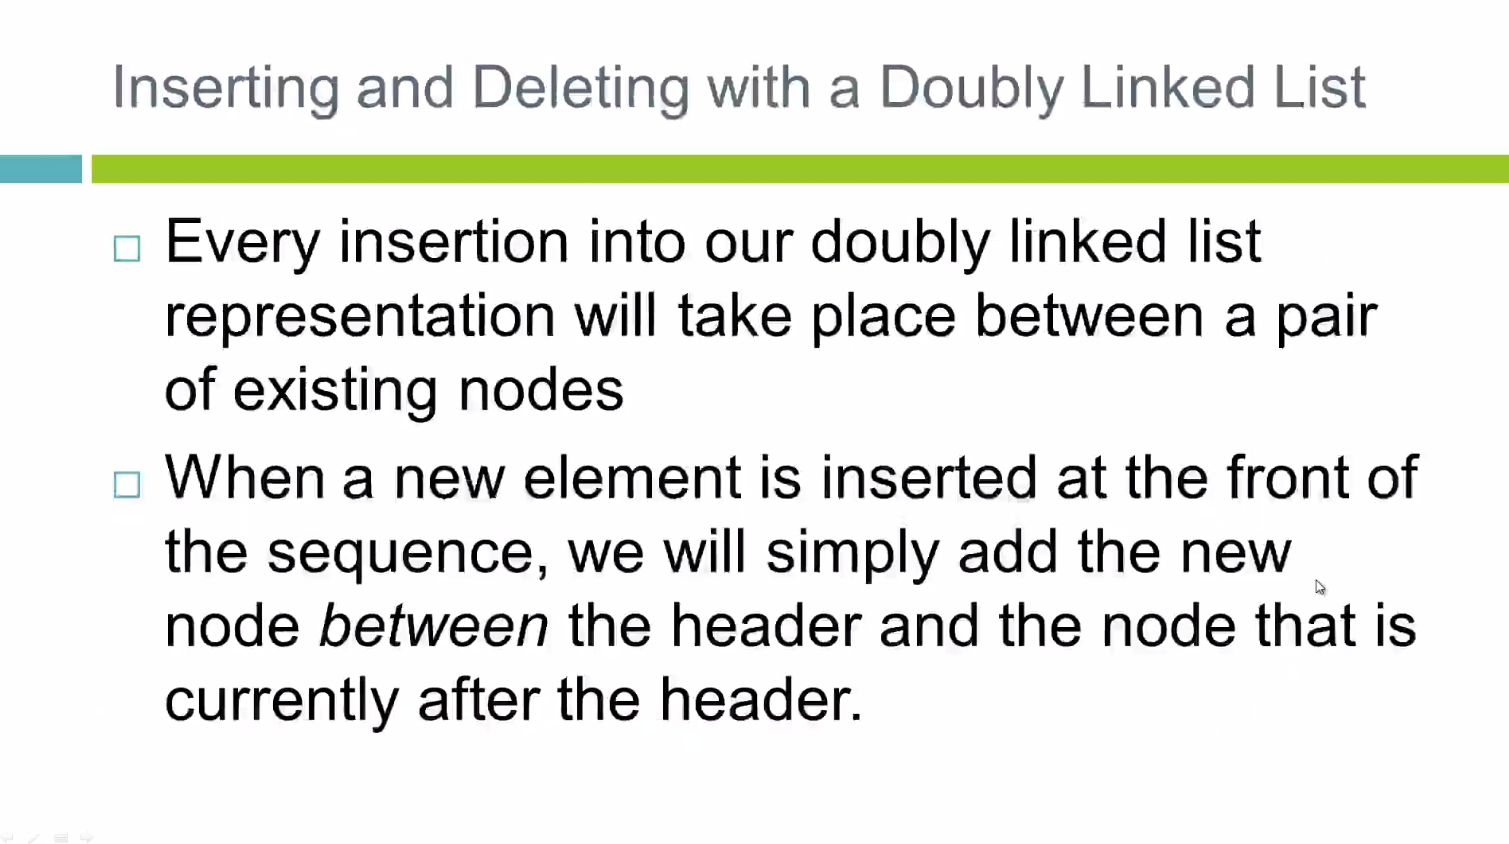 Inserting and Deleting with a Doubly Linked List
Every insertion into our doubly linked list
representation will take place between a pair
of existing nodes
When a new element is inserted at the front of
the sequence, we will simply add the new
node between the header and the node that is
currently after the header.